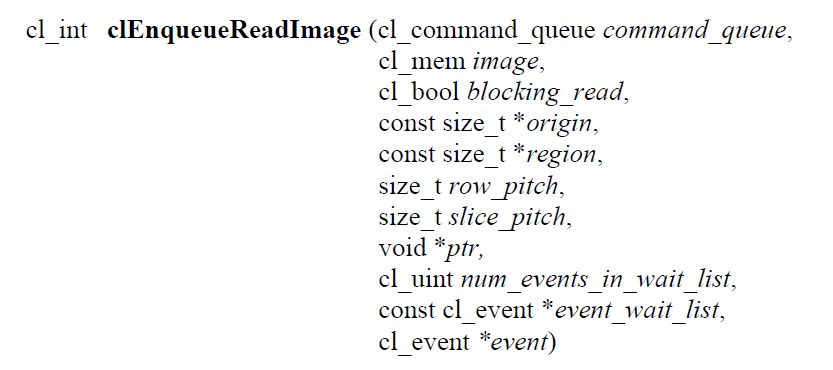 cl_int clEnqueueReadImage (cl_command_queue command_queue,
cl_mem image,
cl_bool blocking_read,
const size_t *origin,
const size_t *region,
size_t row_pitch,
size_t slice_pitch,
void *ptr,
cl_uint num_events_in_wait_list,
const cl_event *event_wait_list,
cl_event *event)